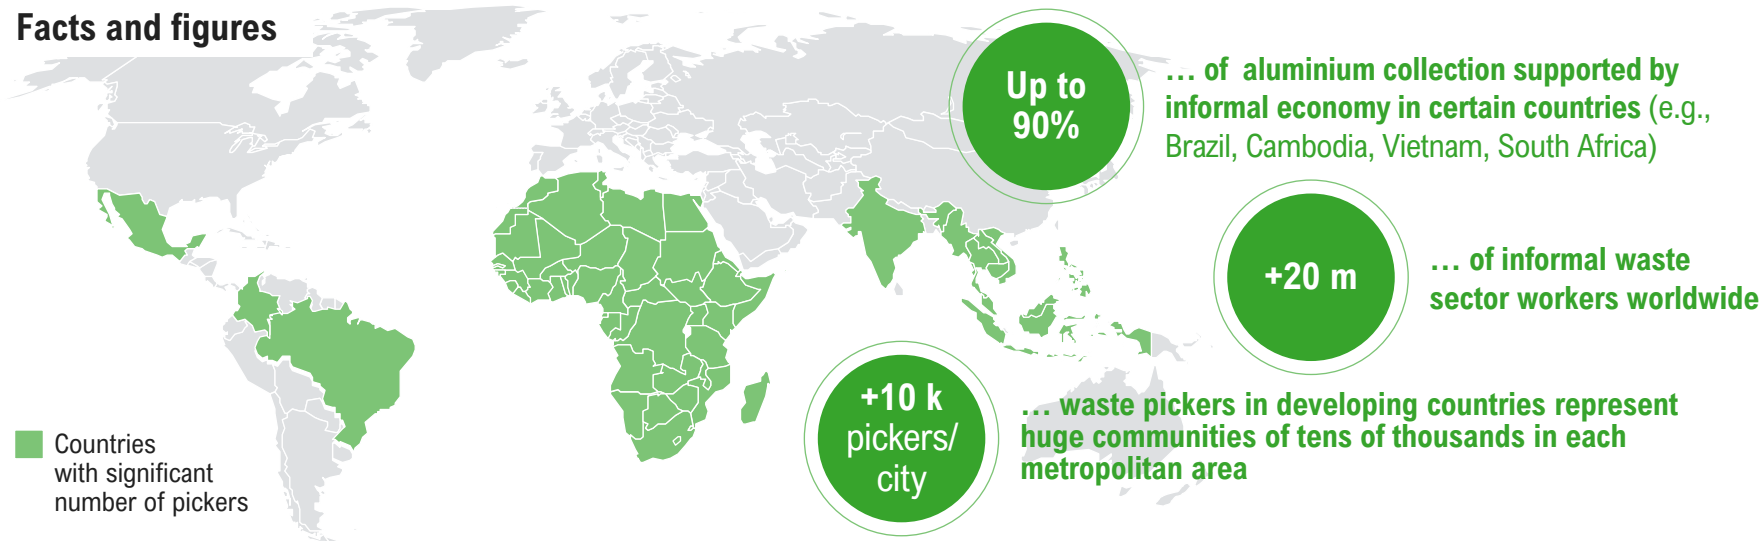 Facts and figures
Up to
90%
… of aluminium collection supported by
informal economy in certain countries (e.g.,
Brazil, Cambodia, Vietnam, South Africa)
+20 m
… of informal waste
sector workers worldwide
+10 k
pickers/
city
… waste pickers in developing countries represent
huge communities of tens of thousands in each
metropolitan area
Countries
with significant
number of pickers